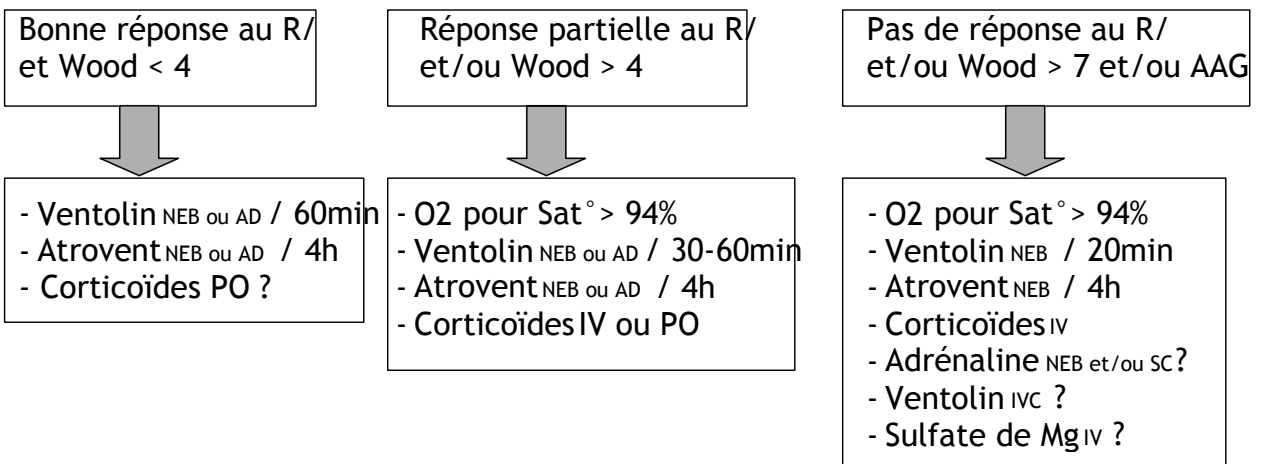 Bonne réponse au R/
et Wood < 4
Réponse partielle au R/
et/ou Wood > 4
Pas de réponse au R/
et/ou Wood > 7 et/ou AAG
- Ventolin NEB ou AD / 60min
- Atrovent NEB ou AD / 4h
- Corticoïdes PO ?
- O2 pour Sat° > 94%
- Ventolin NEB ou AD / 30-60min
- Atrovent NEB ou AD / 4h
- Corticoïdes IV ou PO
- O2 pour Sat° > 94%
- Ventolin NEB / 20min
- Atrovent NEB / 4h
- Corticoïdes IV
- Adrénaline NEB et/ou SC?
- Ventolin IVC ?
- Sulfate de Mg IV ?